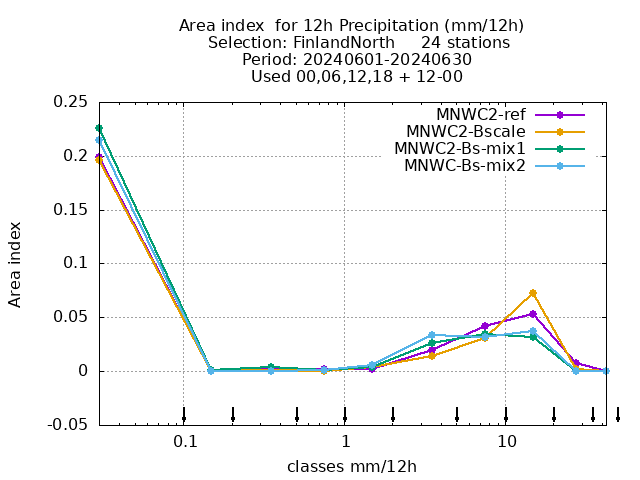 Area index  for 12h Precipitation (mm/12h)
Selection: FinlandNorth     24 stations
Period: 20240601-20240630
Used 00,06,12,18 + 12-00
MNWC2-ref
MNWC2-Bscale
MNWC2-Bs-mix1
MNWC-Bs-mix2
0.25
0.2
0.15
0.1
0.05
0
-0.05
Area index
0.1
1
10
classes mm/12h